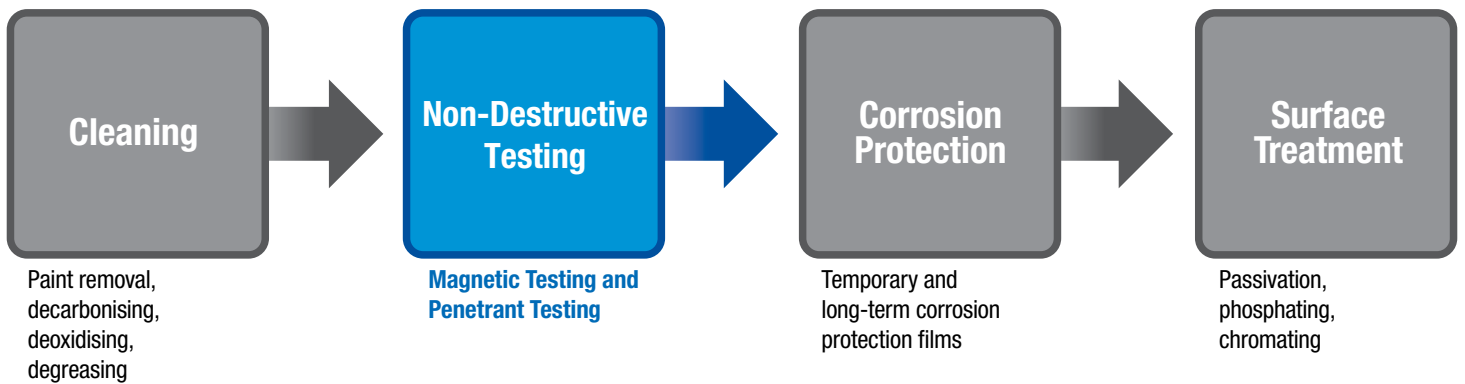 Cleaning
Paint removal,
decarbonising,
deoxidising,
degreasing
Non-Destructive
Testing
Magnetic Testing and
Penetrant Testing
Corrosion
Protection
Temporary and
long-term corrosion
protection films
Surface
Treatment
Passivation,
phosphating,
chromating